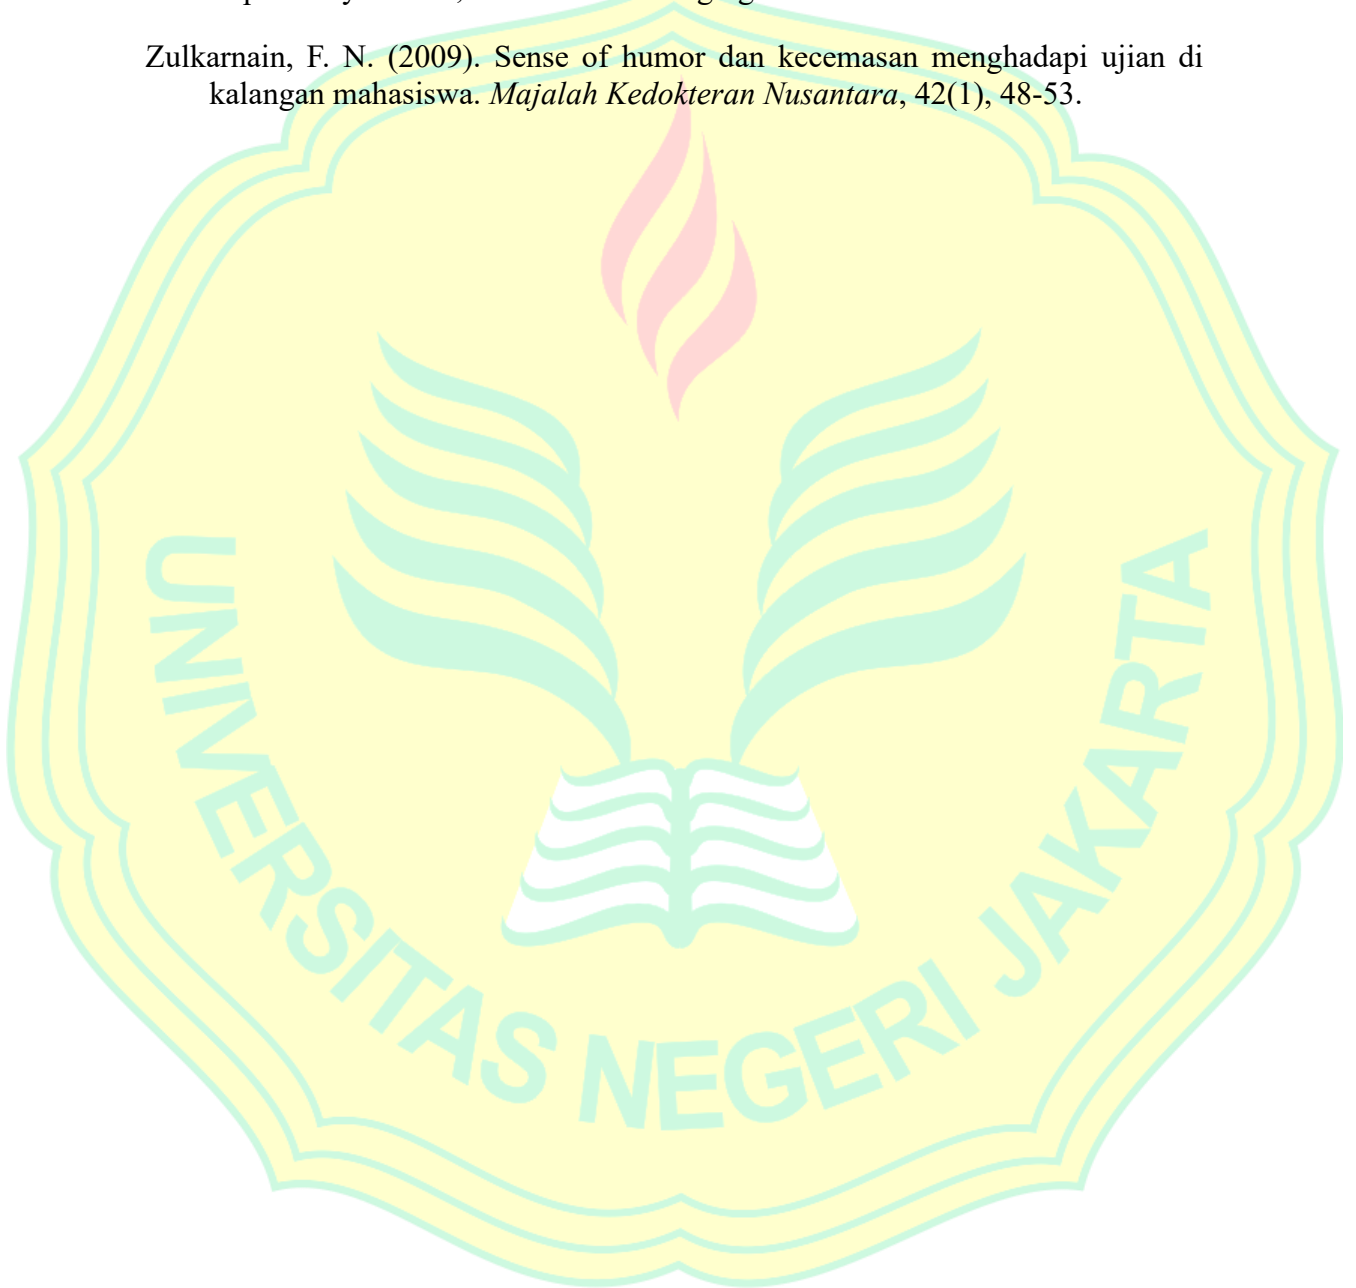 Zulkarnain, F. N. (2009). Sense of humor dan kecemasan menghadapi ujian di
kalangan mahasiswa. Majalah Kedokteran Nusantara, 42(1), 48-53.
UNIVERSITAS NEGERI JAKARTA